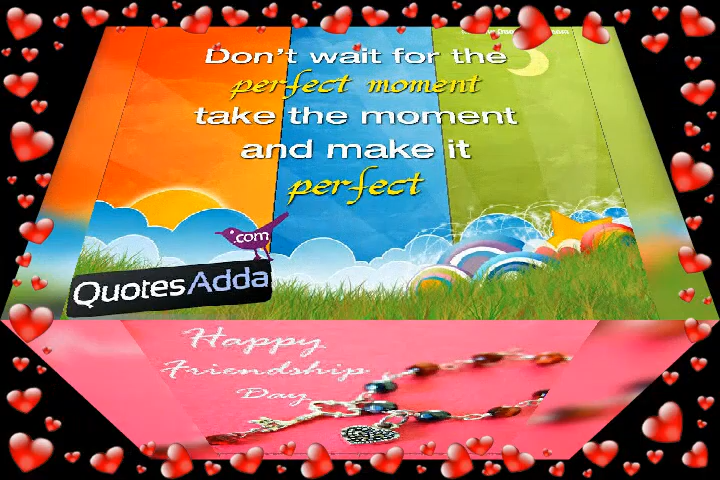 Don't wait for the
perfect moment
take the moment
and make it
perfect
.com
QuotesAdda
Happy
Friendship
Day